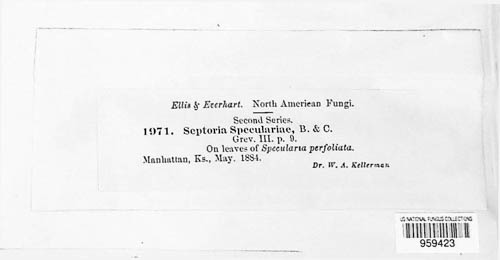 Ellis & Everhart. North American Fungi.
Second Series.
1971. Septoria Speculariae, B. & C.
Grev. III. p. 9.
On leaves of Specularia perfoliata.
Manhattan, Ks., May. 1884.
Dr. W. A. Kellerman
US NATIONAL FUNGUS COLLECTIONS
959423